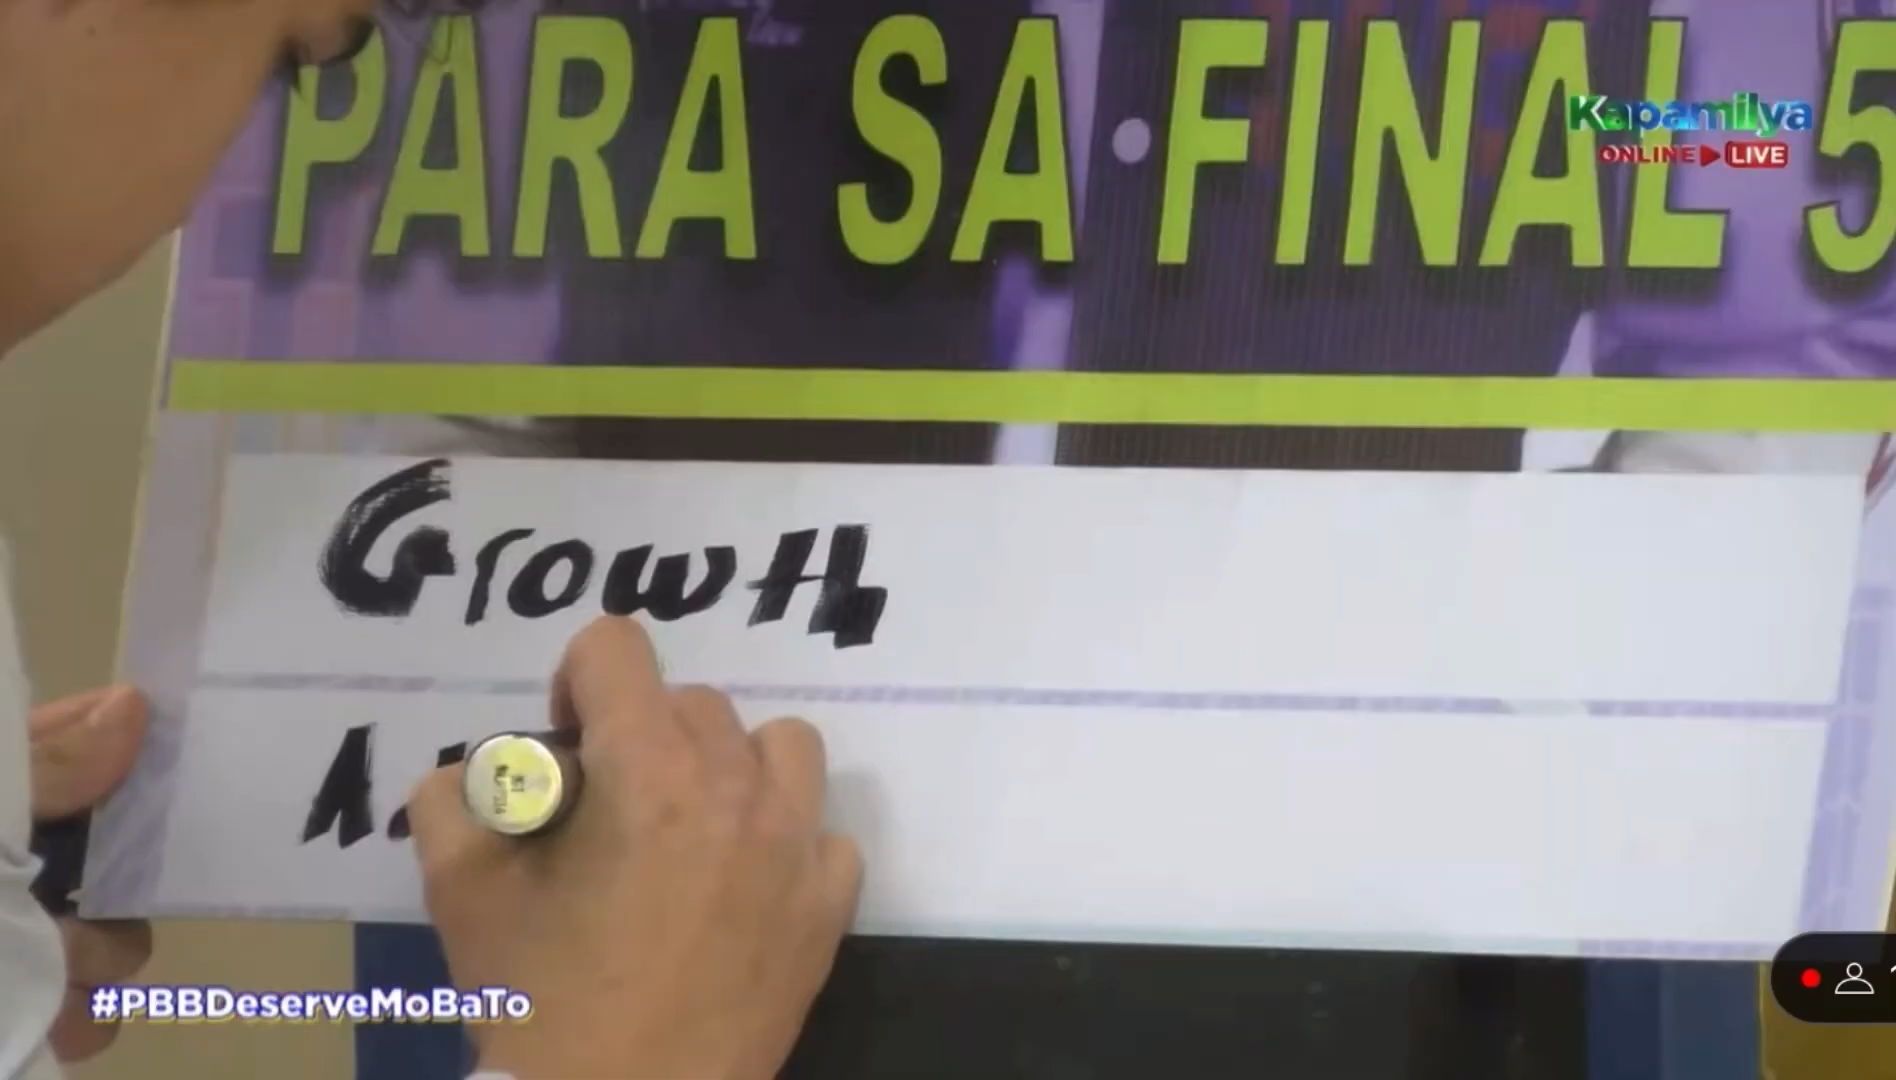 PARA SA FINAL 5
Kapamilya
ONLINE LIVE
Growth
#PBBDeserveMoBaTo